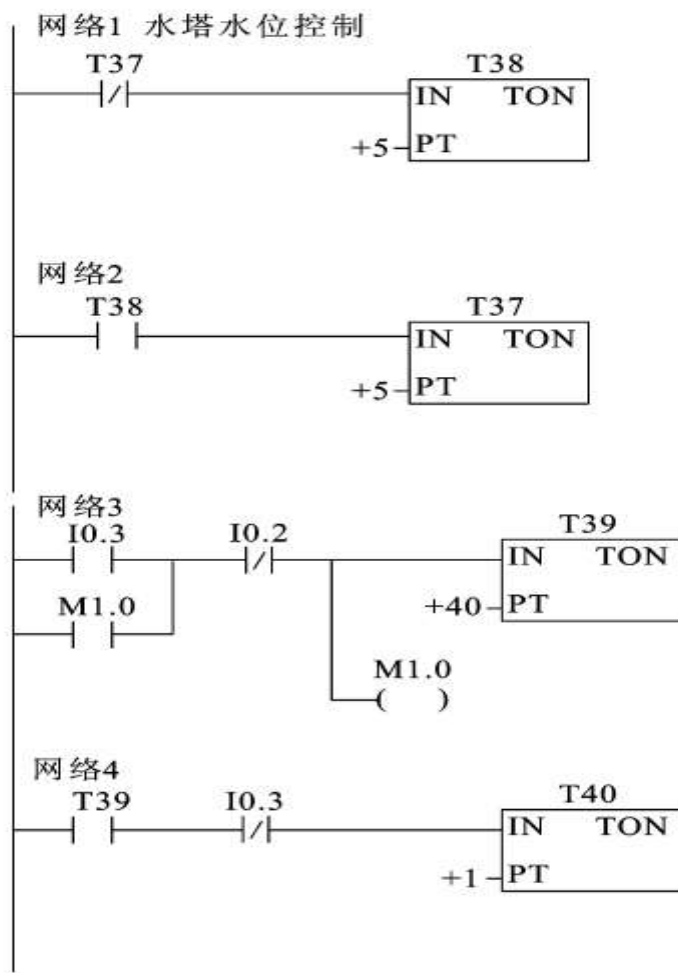 网络1 水塔水位控制
T37 T38
IN TON
+5 PT
网络2
T38 T37
IN TON
+5 PT
网络3
I0.3 I0.2 T39
IN TON
M1.0 +40 PT
M1.0
( )
网络4
T39 I0.3 T40
IN TON
+1 PT